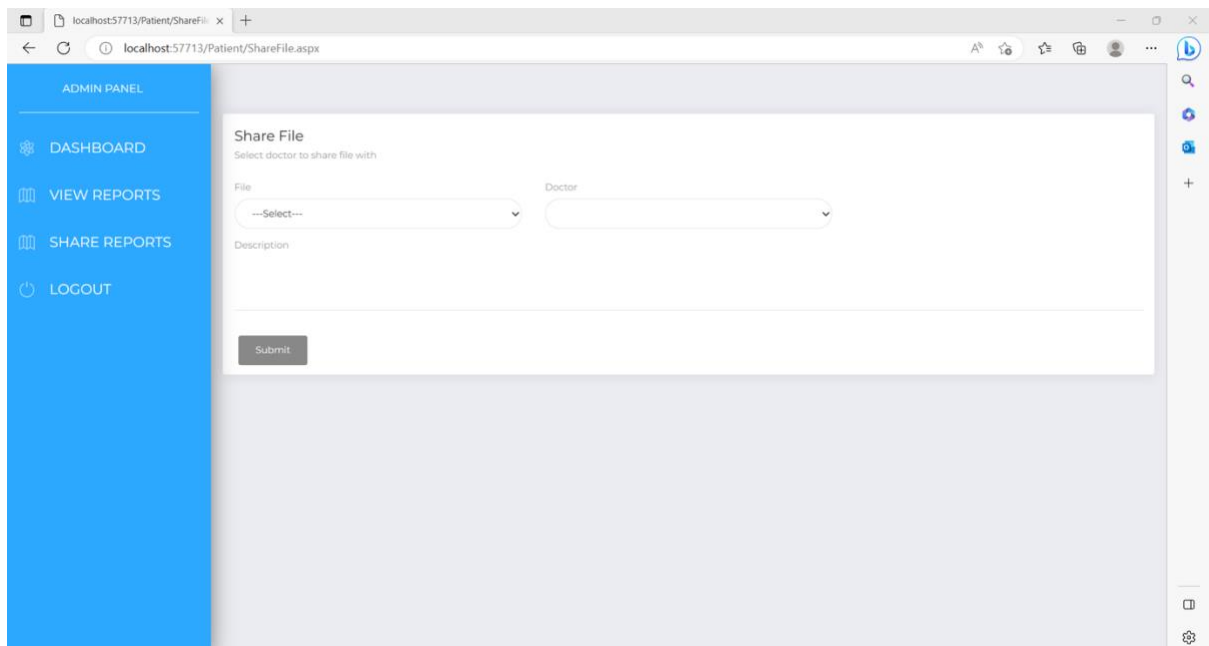 localhost:57713/Patient/ShareFil
localhost:57713/Patient/ShareFile.aspx
ADMIN PANEL
DASHBOARD
VIEW REPORTS
SHARE REPORTS
LOGOUT
Share File
Select doctor to share file with
File
Doctor
---Select---
Description
Submit